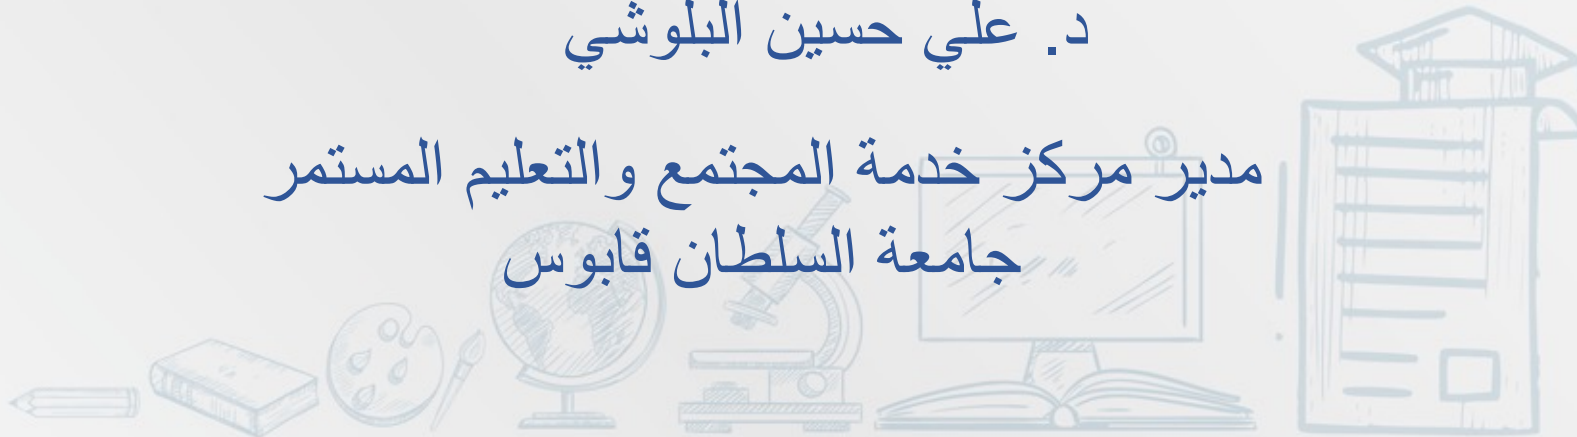 د. علي حسين البلوشي
مدير مركز خدمة المجتمع والتعليم المستمر
جامعة السلطان قابوس